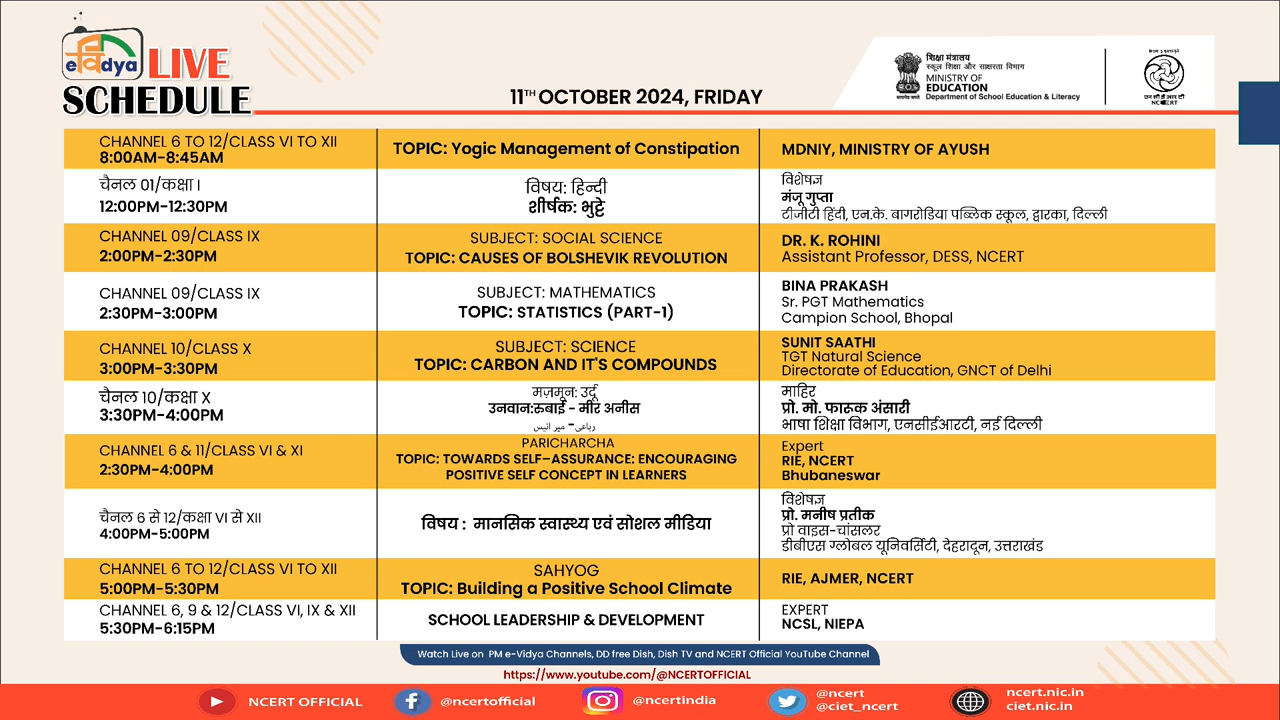 eविdya LIVE
SCHEDULE
11TH OCTOBER 2024, FRIDAY
शिक्षा मंत्रालय
स्कूल शिक्षा और साक्षरता विभाग
MINISTRY OF
EDUCATION
Department of School Education & Literacy
सत्यमेव जयते
एन सी ई आर टी
NCERT
CHANNEL 6 TO 12/CLASS VI TO XII
8:00AM-8:45AM
TOPIC: Yogic Management of Constipation
MDNIY, MINISTRY OF AYUSH
चैनल 01/कक्षा I
12:00PM-12:30PM
विषय: हिन्दी
शीर्षक: भुट्टे
विशेषज्ञ
मंजू गुप्ता
टीजीटी हिंदी, एन.के. बागरोडिया पब्लिक स्कूल, द्वारका, दिल्ली
CHANNEL 09/CLASS IX
2:00PM-2:30PM
SUBJECT: SOCIAL SCIENCE
TOPIC: CAUSES OF BOLSHEVIK REVOLUTION
DR. K. ROHINI
Assistant Professor, DESS, NCERT
CHANNEL 09/CLASS IX
2:30PM-3:00PM
SUBJECT: MATHEMATICS
TOPIC: STATISTICS (PART-1)
BINA PRAKASH
Sr. PGT Mathematics
Campion School, Bhopal
CHANNEL 10/CLASS X
3:00PM-3:30PM
SUBJECT: SCIENCE
TOPIC: CARBON AND IT'S COMPOUNDS
SUNIT SAATHI
TGT Natural Science
Directorate of Education, GNCT of Delhi
चैनल 10/कक्षा X
3:30PM-4:00PM
मज़मून: उर्दू
उनवान:रुबाई - मीर अनीस
رباعی - میر انیس
माहिर
प्रो. मो. फारूक अंसारी
भाषा शिक्षा विभाग, एनसीईआरटी, नई दिल्ली
CHANNEL 6 & 11/CLASS VI & XI
2:30PM-4:00PM
PARICHARCHA
TOPIC: TOWARDS SELF–ASSURANCE: ENCOURAGING
POSITIVE SELF CONCEPT IN LEARNERS
Expert
RIE, NCERT
Bhubaneswar
चैनल 6 से 12/कक्षा VI से XII
4:00PM-5:00PM
विषय : मानसिक स्वास्थ्य एवं सोशल मीडिया
विशेषज्ञ
प्रो. मनीष प्रतीक
प्रो वाइस-चांसलर
डीबीएस ग्लोबल यूनिवर्सिटी, देहरादून, उत्तराखंड
CHANNEL 6 TO 12/CLASS VI TO XII
5:00PM-5:30PM
SAHYOG
TOPIC: Building a Positive School Climate
RIE, AJMER, NCERT
CHANNEL 6, 9 & 12/CLASS VI, IX & XII
5:30PM-6:15PM
SCHOOL LEADERSHIP & DEVELOPMENT
EXPERT
NCSL, NIEPA
Watch Live on PM e-Vidya Channels, DD free Dish, Dish TV and NCERT Official YouTube Channel
https://www.youtube.com/@NCERTOFFICIAL
NCERT OFFICIAL
@ncertofficial
@ncertindia
@ncert
@ciet_ncert
ncert.nic.in
ciet.nic.in